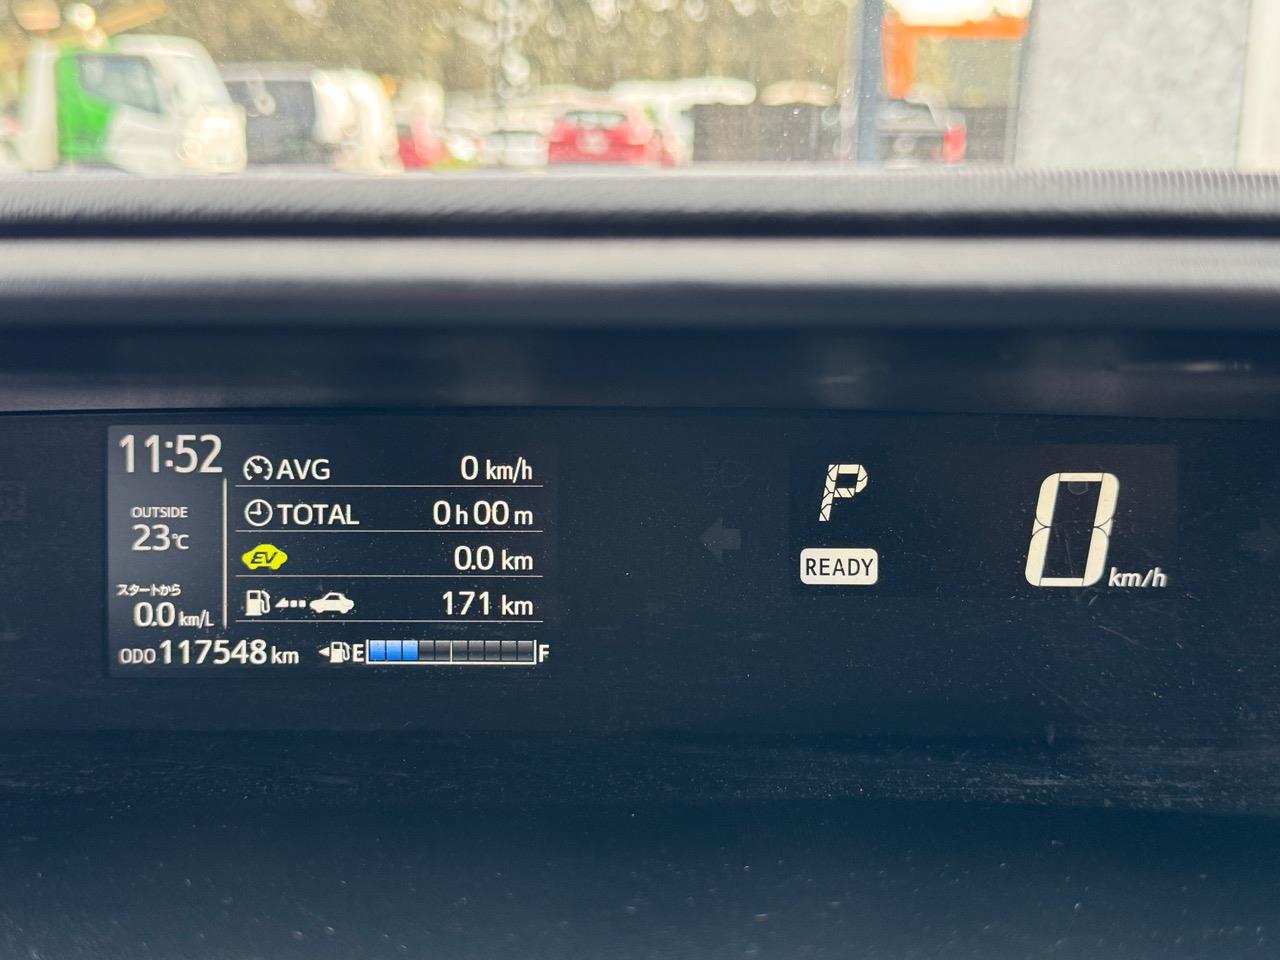 11:52
OUTSIDE
23℃
スタートから
0.0 km/L
AVG 0 km/h
TOTAL 0h00m
EV 0.0 km
171 km
ODO 117548 km E F
P
READY
0 km/h